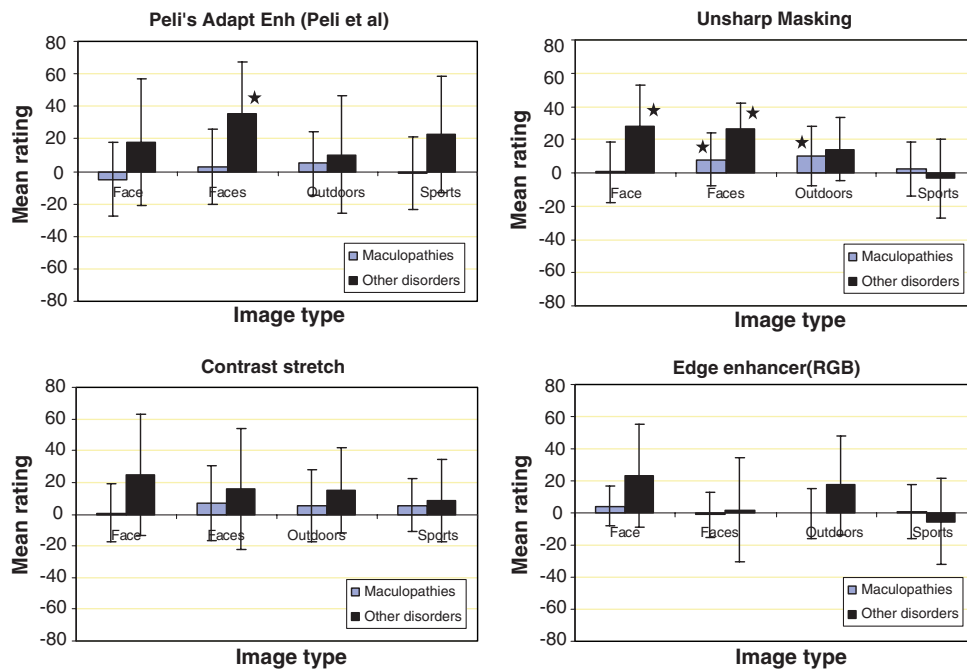 Peli's Adapt Enh (Peli et al)
80
60
40
20
0
-20
-40
-60
-80
Mean rating
Face Faces Outdoors Sports
Maculopathies
Other disorders
Image type
Unsharp Masking
80
60
40
20
0
-20
-40
-60
-80
Mean rating
Face Faces Outdoors Sports
Maculopathies
Other disorders
Image type
Contrast stretch
80
60
40
20
0
-20
-40
-60
-80
Mean rating
Face Faces Outdoors Sports
Maculopathies
Other disorders
Image type
Edge enhancer(RGB)
80
60
40
20
0
-20
-40
-60
-80
Mean rating
Face Faces Outdoors Sports
Maculopathies
Other disorders
Image type